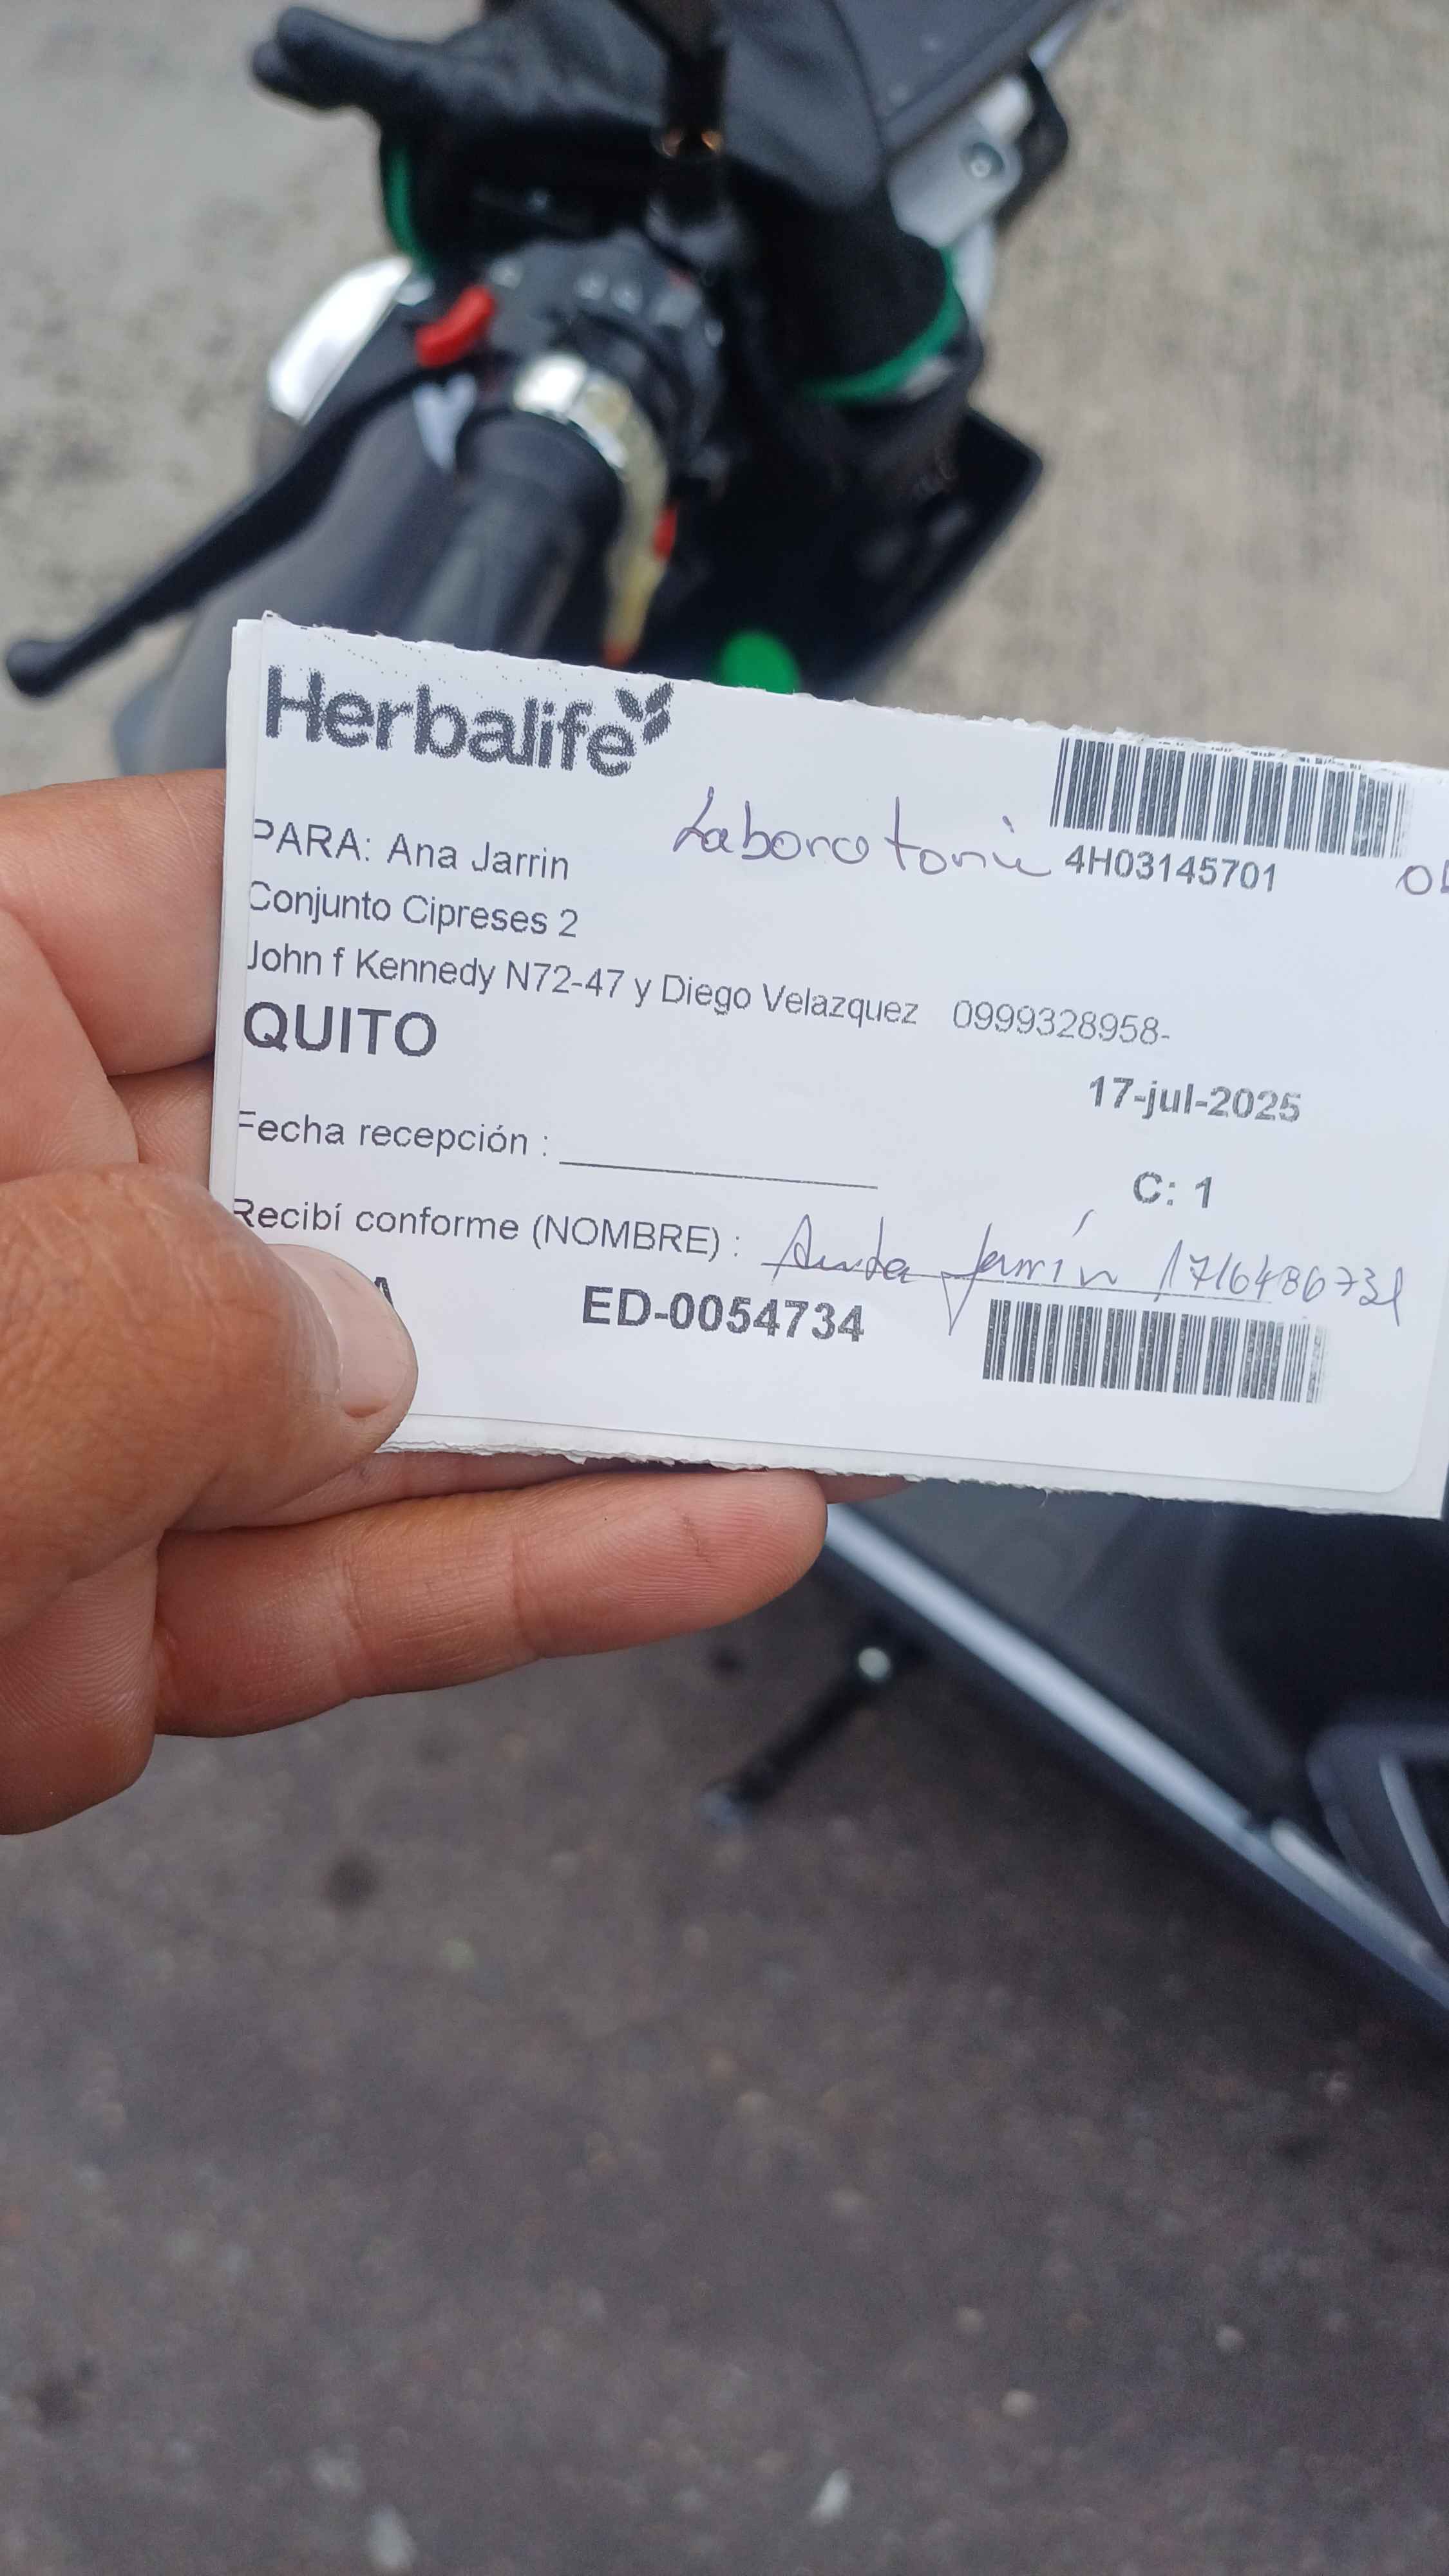 Herbalife
Laboratorio 4H03145701
PARA: Ana Jarrin
Conjunto Cipreses 2
John f Kennedy N72-47 y Diego Velazquez 0999328958-
QUITO
17-jul-2025
Fecha recepción : 
C: 1
Recibí conforme (NOMBRE) : Jarrín
ED-0054734